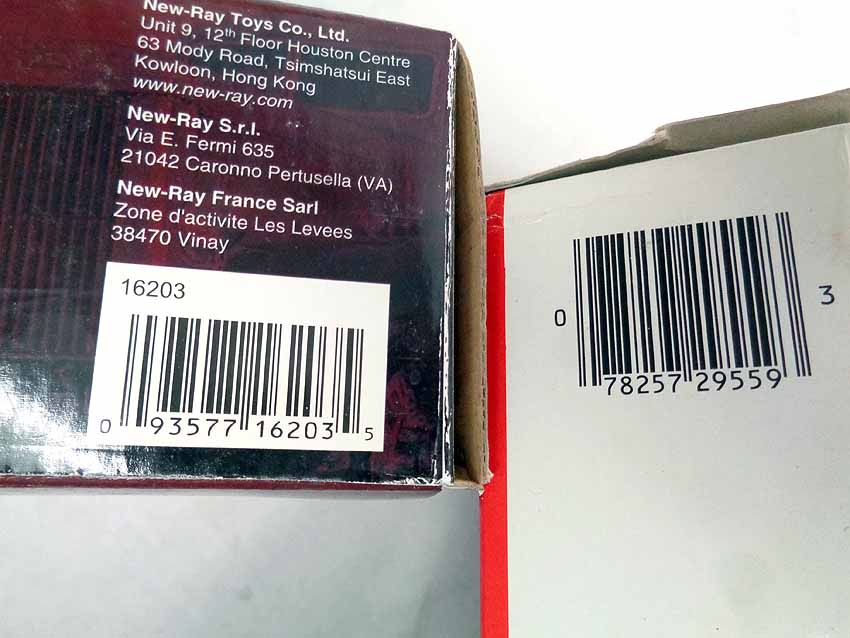 New-Ray Toys Co., Ltd.
Unit 9, 12th Floor Houston Centre
63 Mody Road, Tsimshatsui East
Kowloon, Hong Kong
www.new-ray.com
New-Ray S.r.l.
Via E. Fermi 635
21042 Caronno Pertusella (VA)
New-Ray France Sarl
Zone d'activite Les Levees
38470 Vinay
16203
0 93577 16203 5
0 78257 29559 3